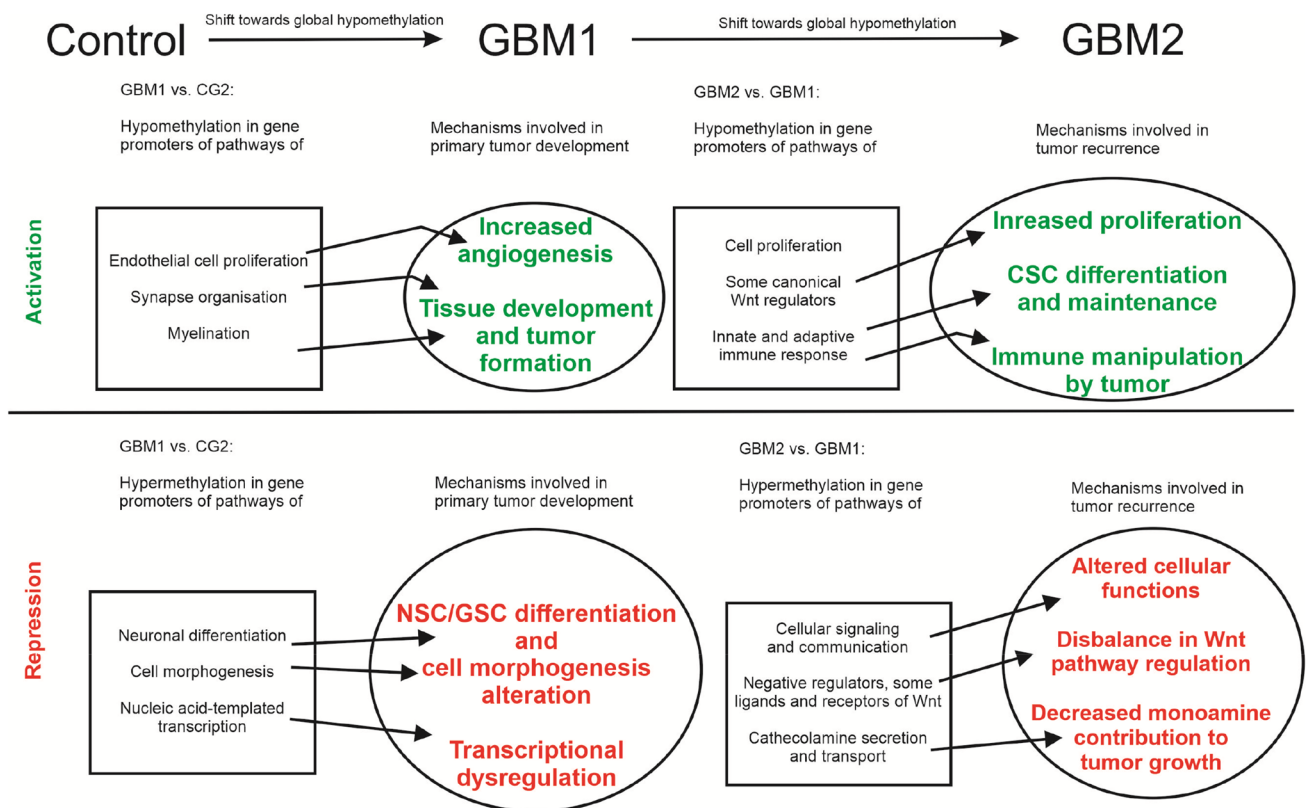 Control
Shift towards global hypomethylation
GBM1
Shift towards global hypomethylation
GBM2
Activation
GBM1 vs. CG2:
Hypomethylation in gene
promoters of pathways of
Mechanisms involved in
primary tumor development
Endothelial cell proliferation
Synapse organisation
Myelination
Increased
angiogenesis
Tissue development
and tumor
formation
GBM2 vs. GBM1:
Hypomethylation in gene
promoters of pathways of
Mechanisms involved in
tumor recurrence
Cell proliferation
Some canonical
Wnt regulators
Innate and adaptive
immune response
Inreased proliferation
CSC differentiation
and maintenance
Immune manipulation
by tumor
Repression
GBM1 vs. CG2:
Hypermethylation in gene
promoters of pathways of
Mechanisms involved in
primary tumor development
Neuronal differentiation
Cell morphogenesis
Nucleic acid-templated
transcription
NSC/GSC differentiation
and
cell morphogenesis
alteration
Transcriptional
dysregulation
GBM2 vs. GBM1:
Hypermethylation in gene
promoters of pathways of
Mechanisms involved in
tumor recurrence
Cellular signaling
and communication
Negative regulators, some
ligands and receptors of Wnt
Cathecolamine secretion
and transport
Altered cellular
functions
Disbalance in Wnt
pathway regulation
Decreased monoamine
contribution to
tumor growth